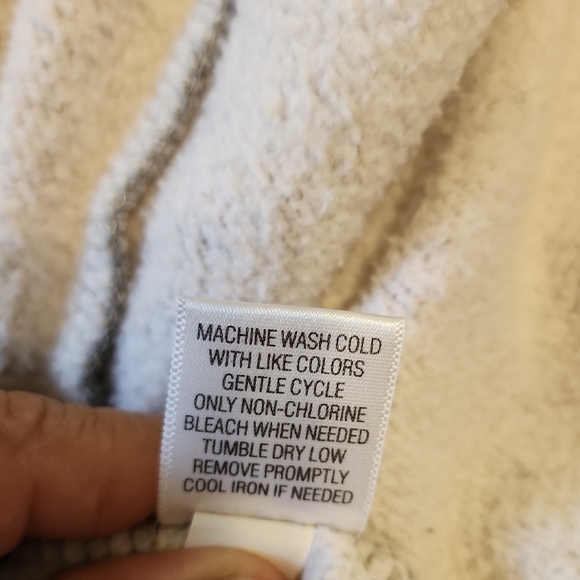 MACHINE WASH COLD
WITH LIKE COLORS
GENTLE CYCLE
ONLY NON-CHLORINE
BLEACH WHEN NEEDED
TUMBLE DRY LOW
REMOVE PROMPTLY
COOL IRON IF NEEDED